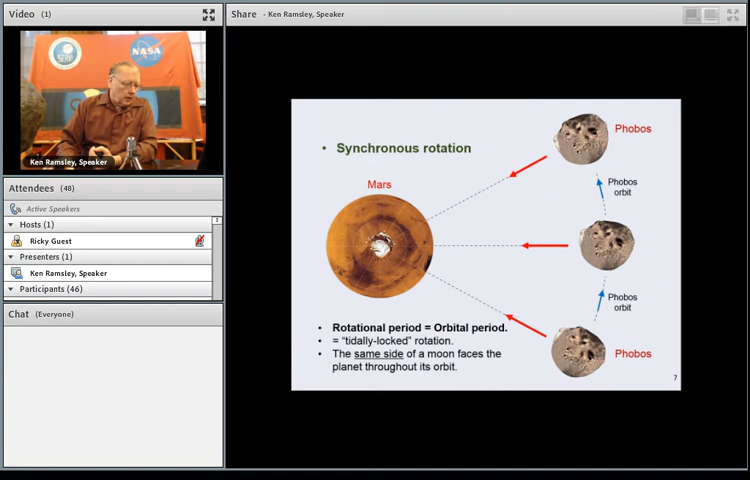 Video (1)
SERVI
NASA
Ken Ramsley, Speaker
Attendees (48)
Active Speakers
Hosts (1)
Ricky Guest
Presenters (1)
Ken Ramsley, Speaker
Participants (46)
Chat (Everyone)
Share - Ken Ramsley, Speaker
• Synchronous rotation
Mars
Phobos
Phobos
orbit
Phobos
orbit
Phobos
• Rotational period = Orbital period.
• = “tidally-locked” rotation.
• The same side of a moon faces the
planet throughout its orbit.
7